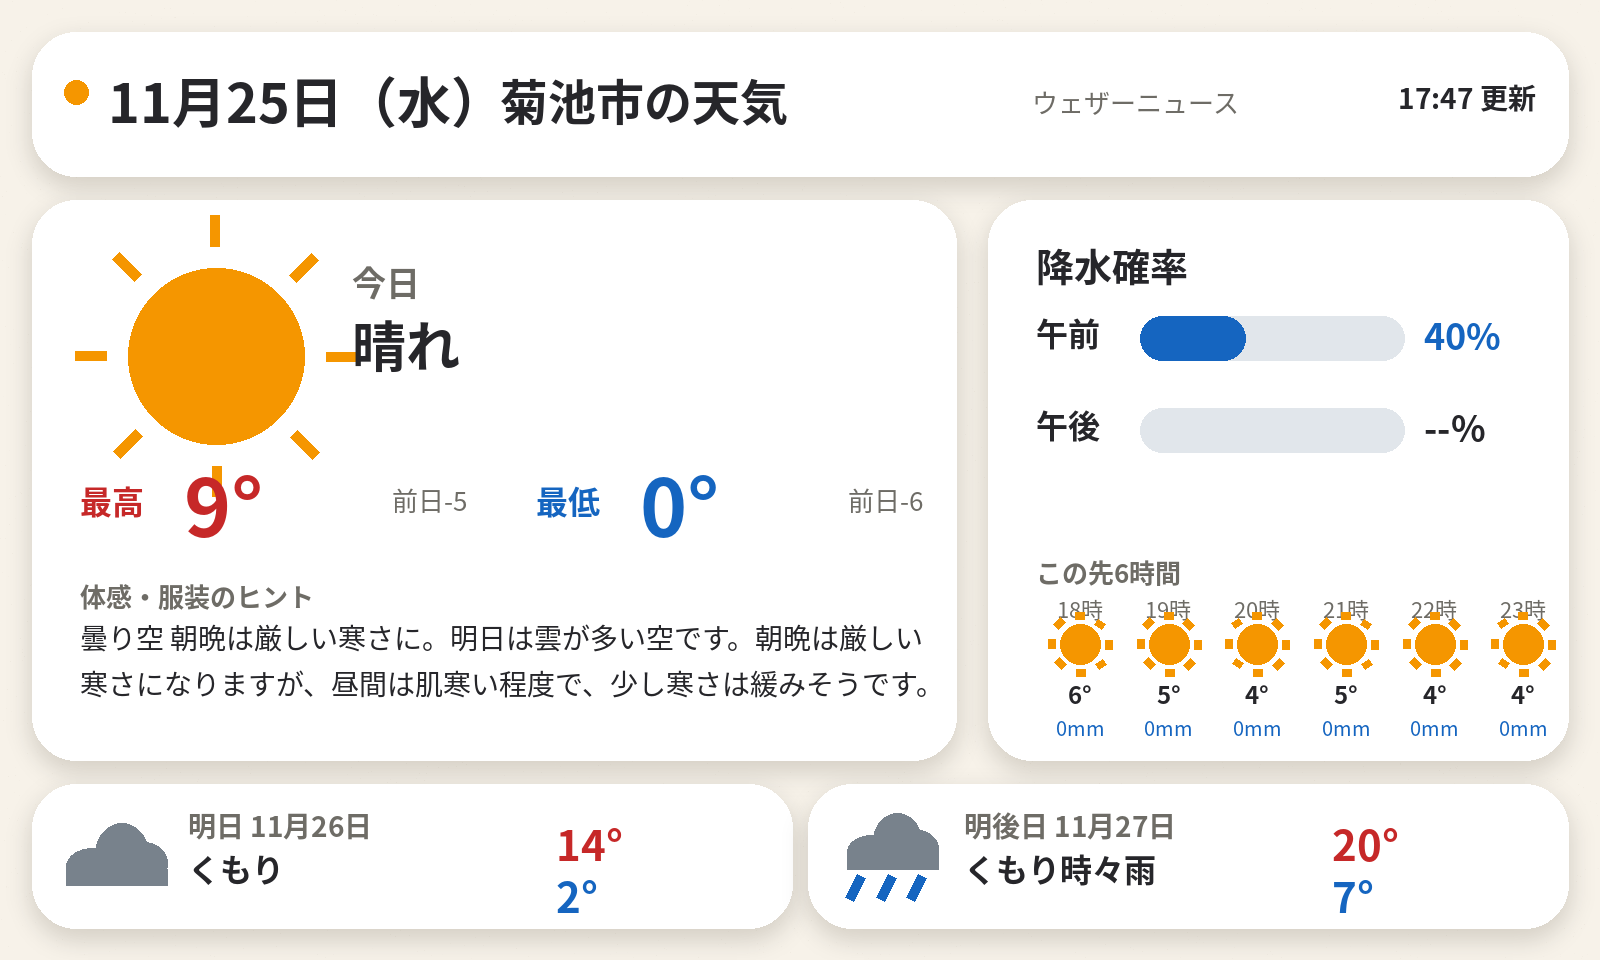 11月25日（水）菊池市の天気
ウェザーニュース
17:47 更新
今日
晴れ
最高 9° 前日-5 最低 0° 前日-6
体感・服装のヒント
曇り空 朝晩は厳しい寒さに。明日は雲が多い空です。朝晩は厳しい
寒さになりますが、昼間は肌寒い程度で、少し寒さは緩みそうです。
降水確率
午前 40%
午後 --%
この先6時間
18時 19時 20時 21時 22時 23時
6° 5° 4° 5° 4° 4°
0mm 0mm 0mm 0mm 0mm 0mm
明日 11月26日
くもり
14°
2°
明後日 11月27日
くもり時々雨
20°
7°